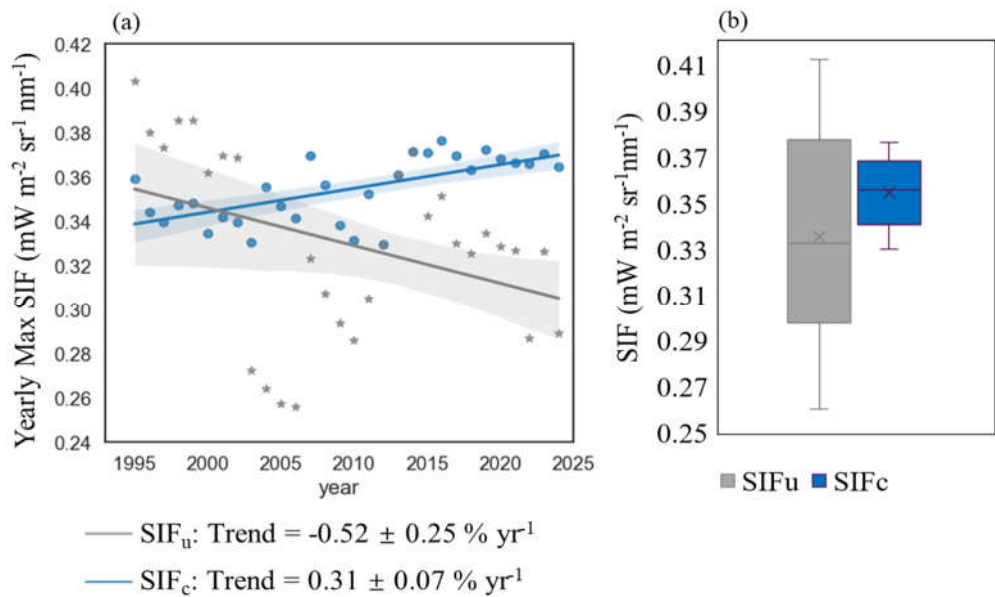 (a)
Yearly Max SIF (mW m-2 sr-1 nm-1)
0.42
0.40
0.38
0.36
0.34
0.32
0.30
0.28
0.26
0.24
1995 2000 2005 2010 2015 2020 2025
year
SIFu: Trend = -0.52 ± 0.25 % yr-1
SIFc: Trend = 0.31 ± 0.07 % yr-1
(b)
SIF (mW m-2 sr-1nm-1)
0.41
0.39
0.37
0.35
0.33
0.31
0.29
0.27
0.25
SIFu SIFc